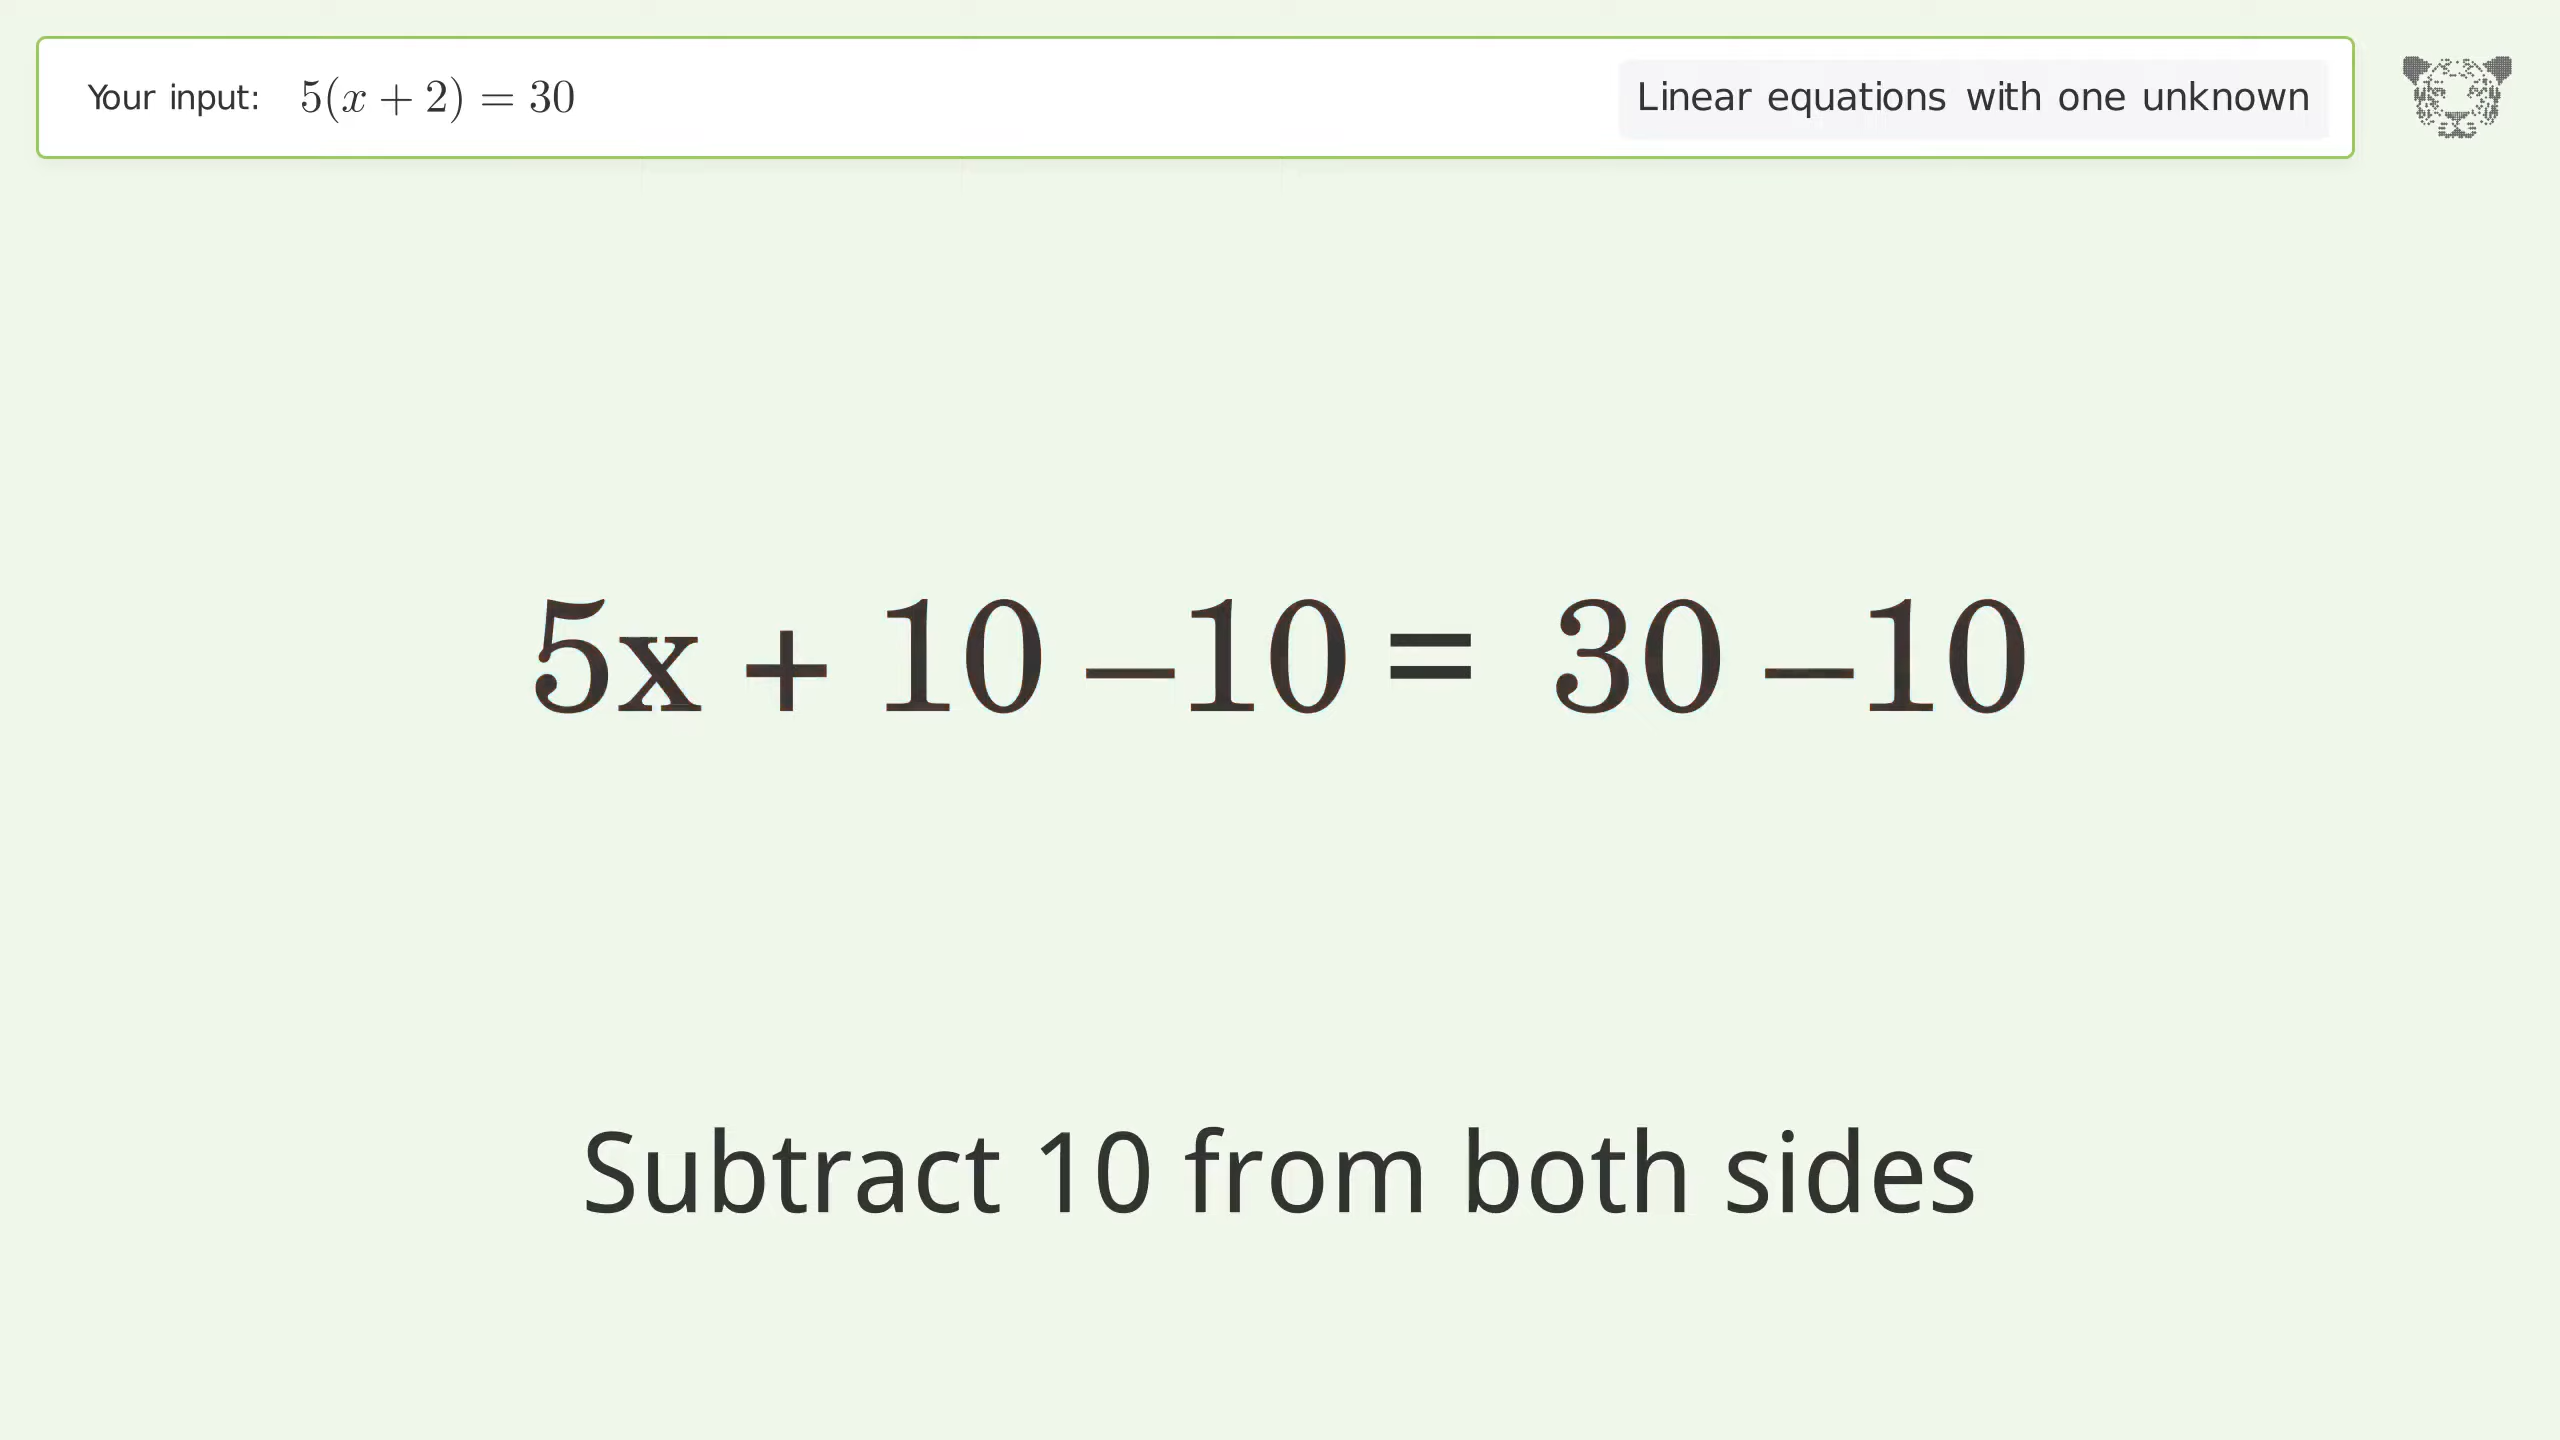 Your input: 5(x + 2) = 30
Linear equations with one unknown
5x + 10 –10 = 30 –10
Subtract 10 from both sides